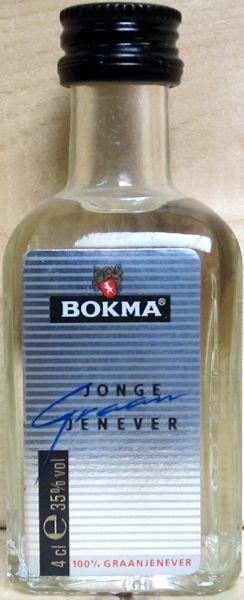 BOKMA®
JONGE
Graan
JENEVER
4 cl e 35% vol
100% GRAANJENEVER